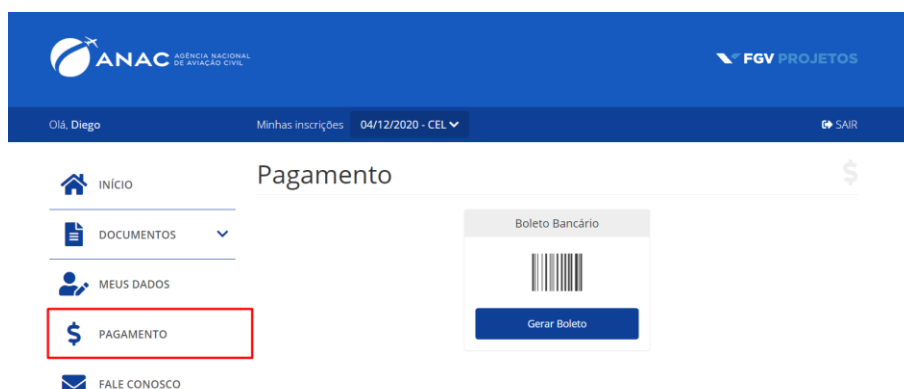 ANAC AGÊNCIA NACIONAL
DE AVIAÇÃO CIVIL
FGV PROJETOS
Olá, Diego
Minhas inscrições 04/12/2020 - CEL
SAIR
INÍCIO
DOCUMENTOS
MEUS DADOS
PAGAMENTO
FALE CONOSCO
Pagamento
Boleto Bancário
Gerar Boleto